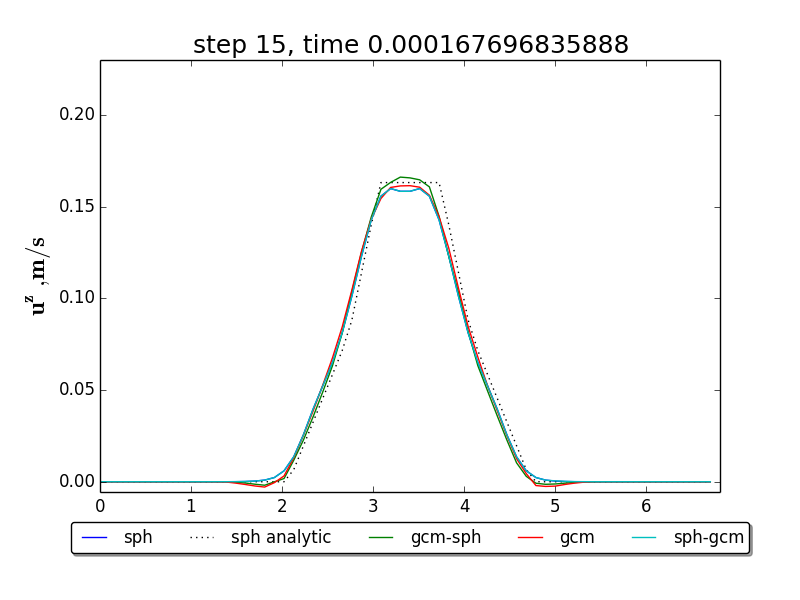 step 15, time 0.000167696835888
0.20
0.15
0.10
0.05
0.00
u^z ,m/s
0 1 2 3 4 5 6
sph sph analytic gcm-sph gcm sph-gcm